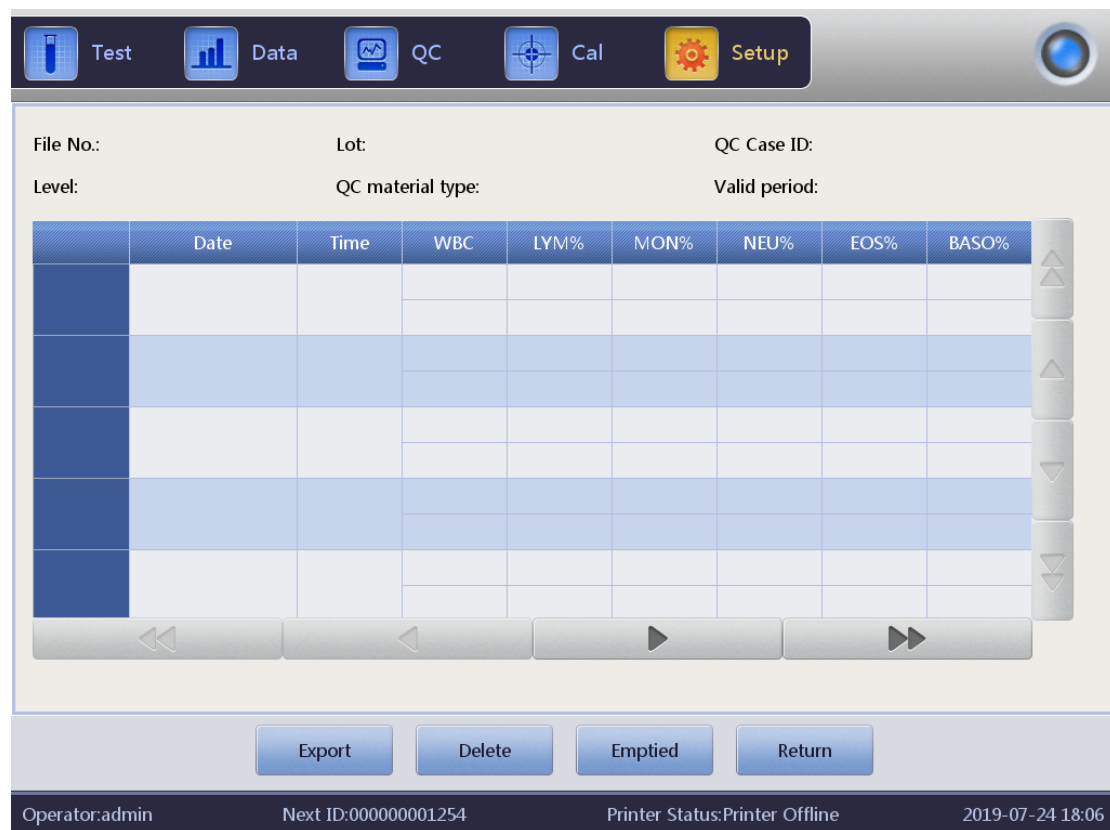 Test Data QC Cal Setup
File No.: Lot: QC Case ID:
Level: QC material type: Valid period:
Date Time WBC LYM% MON% NEU% EOS% BASO%
Export Delete Emptied Return
Operator:admin Next ID:000000001254 Printer Status:Printer Offline 2019-07-24 18:06